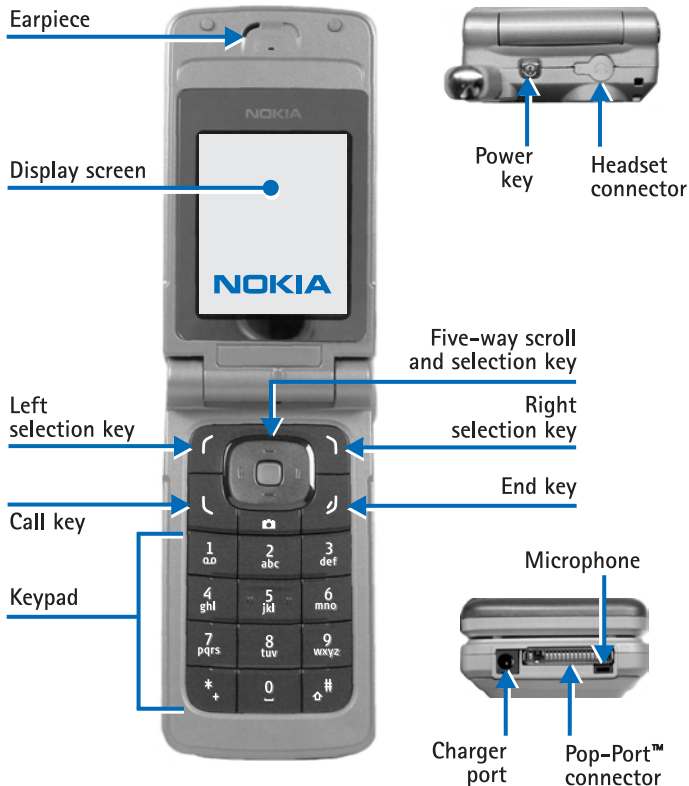 Earpiece
NOKIA
Display screen
NOKIA
Power
key
Headset
connector
Five-way scroll
and selection key
Left
selection key
Right
selection key
Call key
End key
Keypad
1
2
abc
3
def
4
ghi
5
jkl
6
mno
7
pqrs
8
tuv
9
wxyz
*
+
0
#
Microphone
Charger
port
Pop-Port™
connector